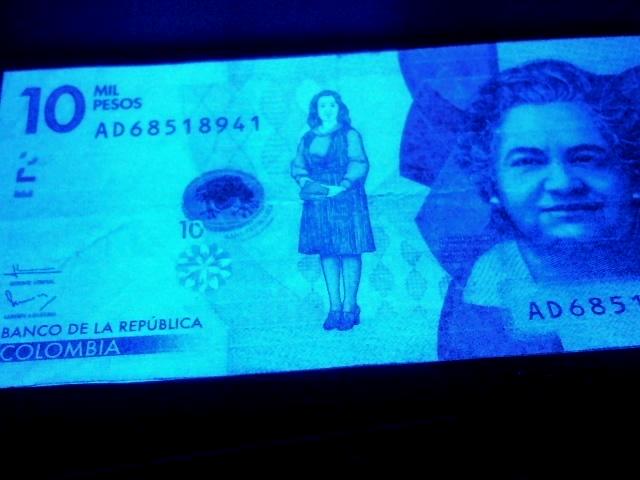 10 MIL
PESOS
AD68518941
10
BANCO DE LA REPÚBLICA
COLOMBIA
AD6851